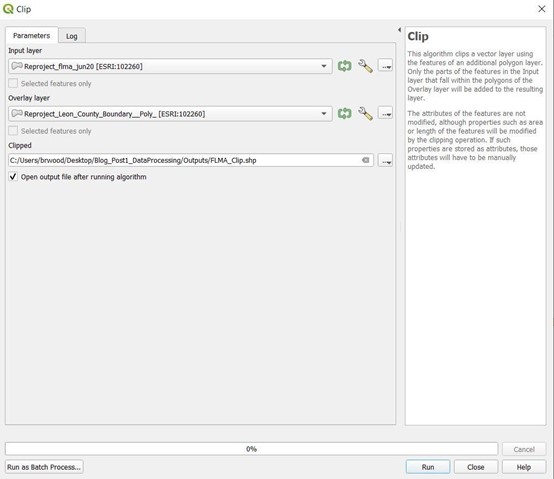 Clip
Parameters
Log
Input layer
Reproject_flma_jun20 [ESRI:102260]
Selected features only
Overlay layer
Reproject_Leon_County_Boundary__Poly_ [ESRI:102260]
Selected features only
Clipped
C:/Users/brwood/Desktop/Blog_Post1_DataProcessing/Outputs/FLMA_Clip.shp
Open output file after running algorithm
Clip
This algorithm clips a vector layer using
the features of an additional polygon layer.
Only the parts of the features in the Input
layer that fall within the polygons of the
Overlay layer will be added to the resulting
layer.
The attributes of the features are not
modified, although properties such as area
or length of the features will be modified
by the clipping operation. If such
properties are stored as attributes, those
attributes will have to be manually
updated.
0%
Cancel
Run as Batch Process...
Run
Close
Help